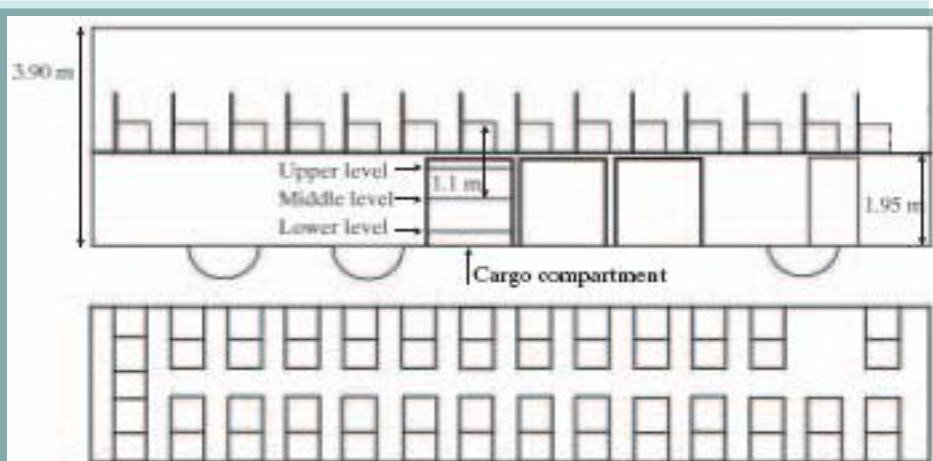 3.90 m
Upper level
1.1 m
Middle level
1.95 m
Lower level
Cargo compartment